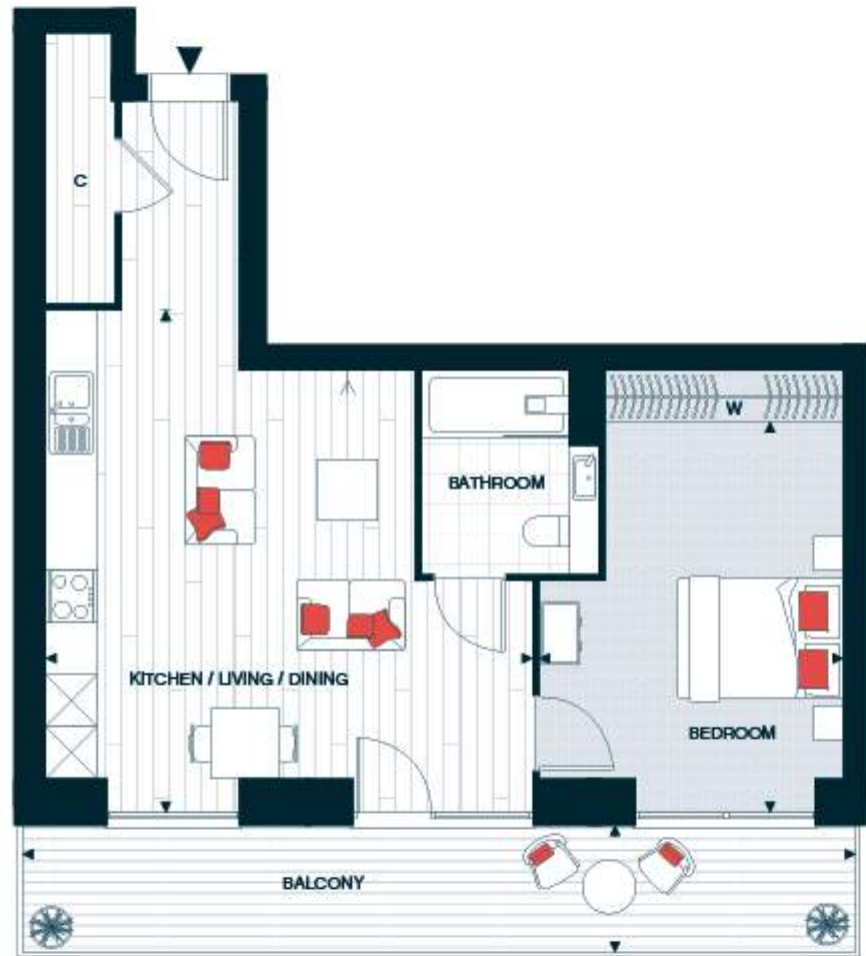 C
W
BATHROOM
KITCHEN / LIVING / DINING
BEDROOM
BALCONY